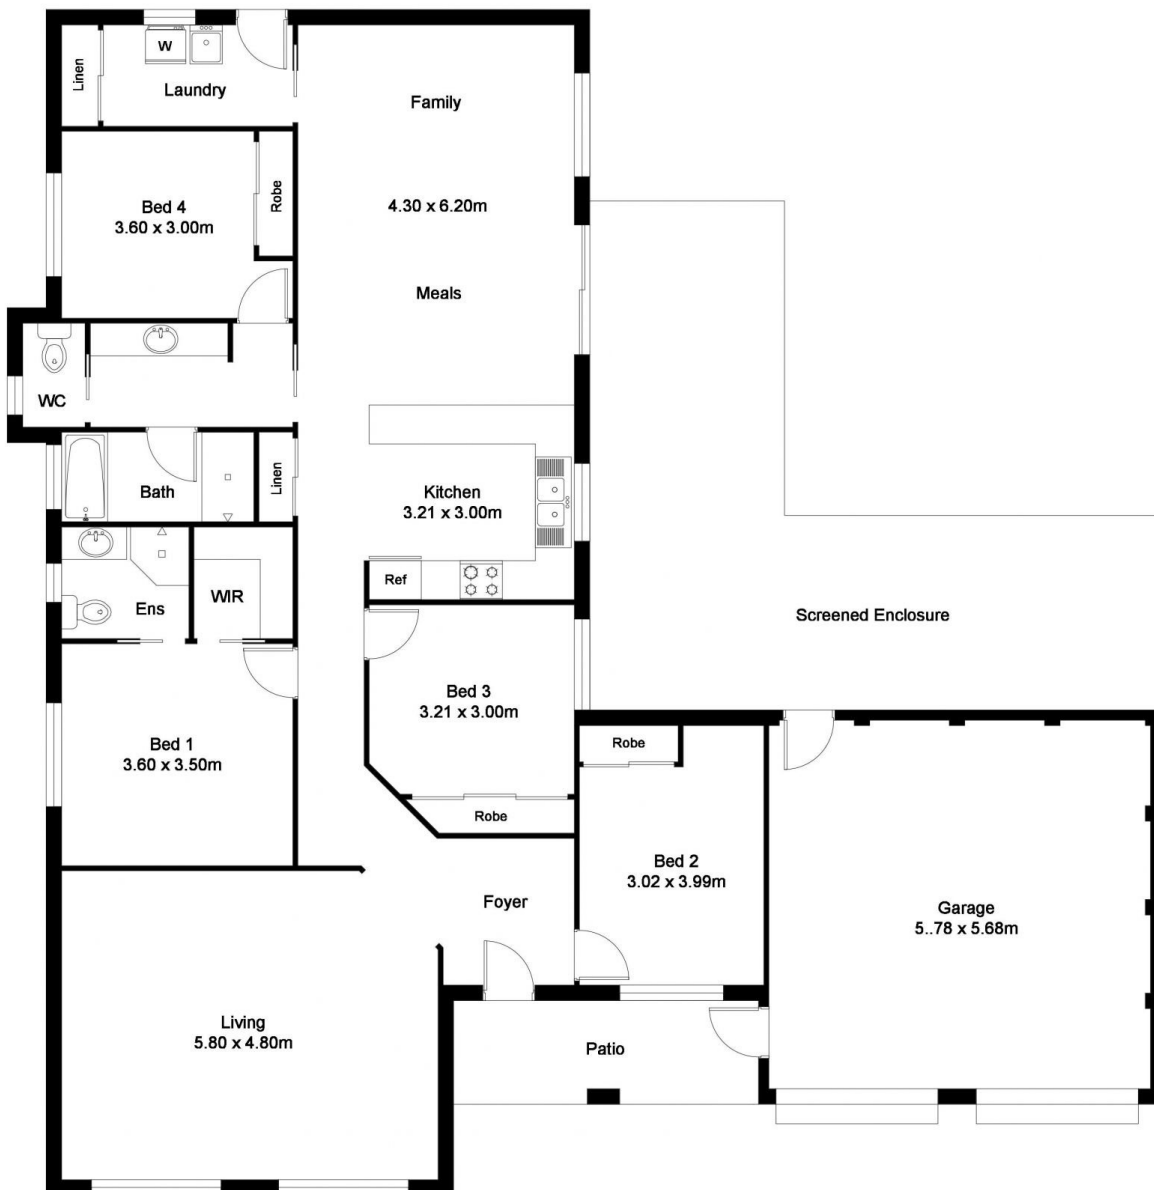 Linen
W
Laundry
Family
Robe
Bed 4
3.60 x 3.00m
4.30 x 6.20m
Meals
WC
Bath
Linen
Kitchen
3.21 x 3.00m
Ref
Ens
WIR
Screened Enclosure
Bed 3
3.21 x 3.00m
Bed 1
3.60 x 3.50m
Robe
Robe
Bed 2
3.02 x 3.99m
Foyer
Garage
5..78 x 5.68m
Living
5.80 x 4.80m
Patio